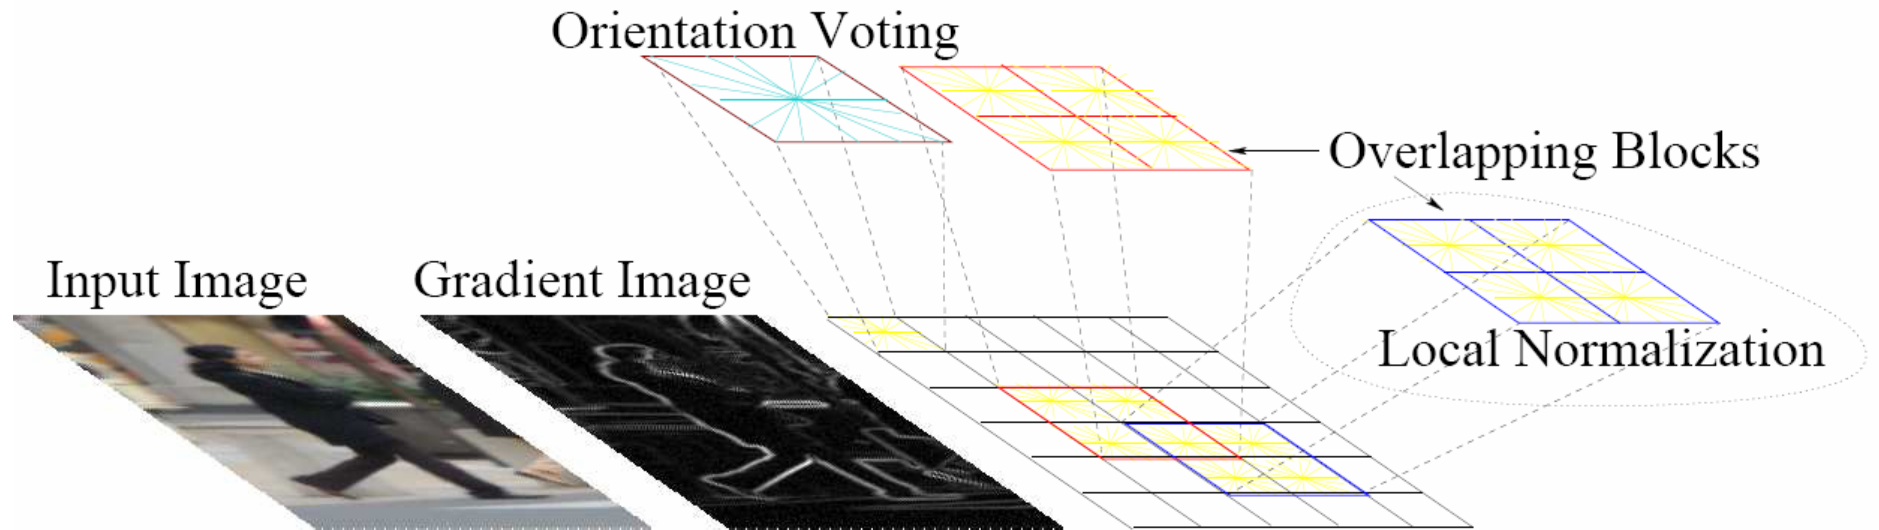 Orientation Voting
Overlapping Blocks
Input Image
Gradient Image
Local Normalization